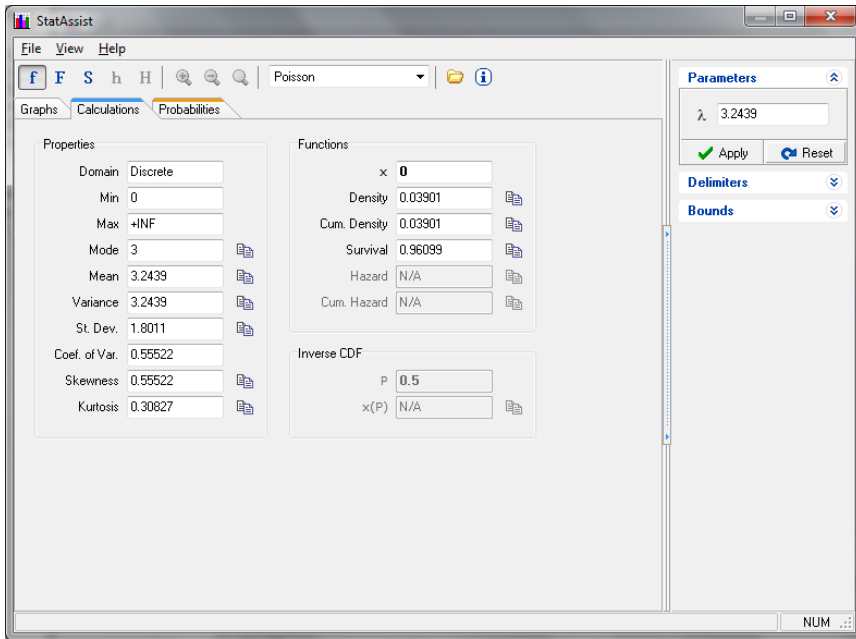 StatAssist
File View Help
f F S h H Poisson
Graphs Calculations Probabilities
Properties
Domain Discrete
Min 0
Max +INF
Mode 3
Mean 3.2439
Variance 3.2439
St. Dev. 1.8011
Coef. of Var. 0.55522
Skewness 0.55522
Kurtosis 0.30827
Functions
x 0
Density 0.03901
Cum. Density 0.03901
Survival 0.96099
Hazard N/A
Cum. Hazard N/A
Inverse CDF
P 0.5
x(P) N/A
Parameters
λ 3.2439
Apply Reset
Delimiters
Bounds
NUM